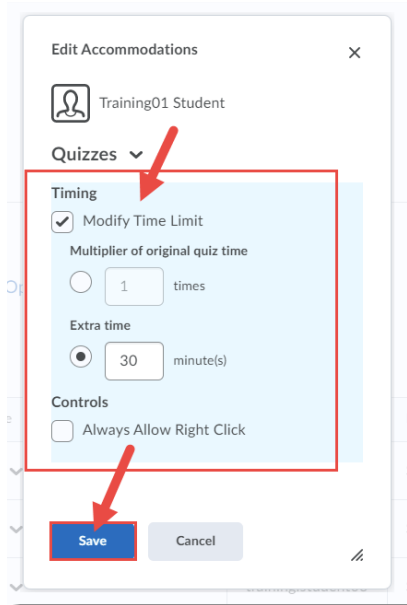 Edit Accommodations
Training01 Student
Quizzes
Timing
Modify Time Limit
Multiplier of original quiz time
1 times
Extra time
30 minute(s)
Controls
Always Allow Right Click
Save Cancel